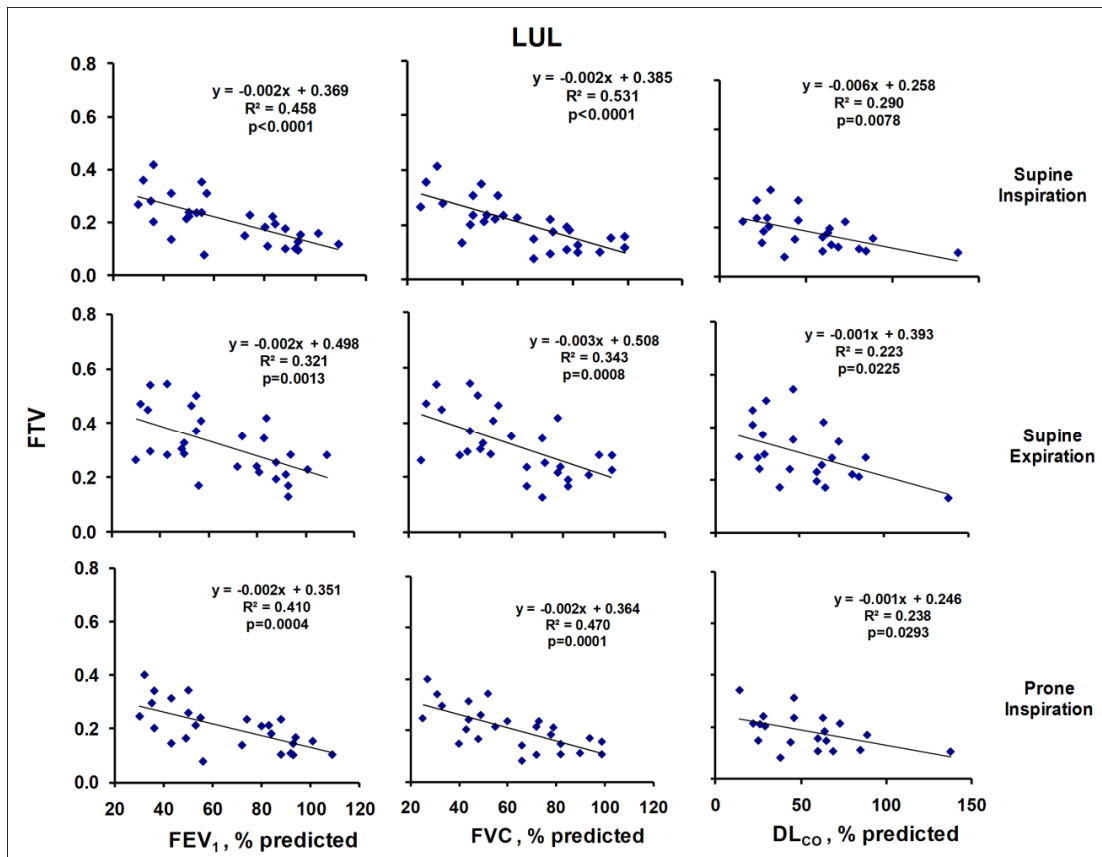 LUL
0.8
0.6
0.4
0.2
0.0
y = -0.002x + 0.369
R² = 0.458
p<0.0001
y = -0.002x + 0.385
R² = 0.531
p<0.0001
y = -0.006x + 0.258
R² = 0.290
p=0.0078
Supine
Inspiration
FTV
0.8
0.6
0.4
0.2
0.0
y = -0.002x + 0.498
R² = 0.321
p=0.0013
y = -0.003x + 0.508
R² = 0.343
p=0.0008
y = -0.001x + 0.393
R² = 0.223
p=0.0225
Supine
Expiration
0.8
0.6
0.4
0.2
0.0
y = -0.002x + 0.351
R² = 0.410
p=0.0004
y = -0.002x + 0.364
R² = 0.470
p=0.0001
y = -0.001x + 0.246
R² = 0.238
p=0.0293
Prone
Inspiration
20 40 60 80 100 120
20 40 60 80 100 120
0 50 100 150
FEV₁ , % predicted
FVC , % predicted
DL_CO , % predicted